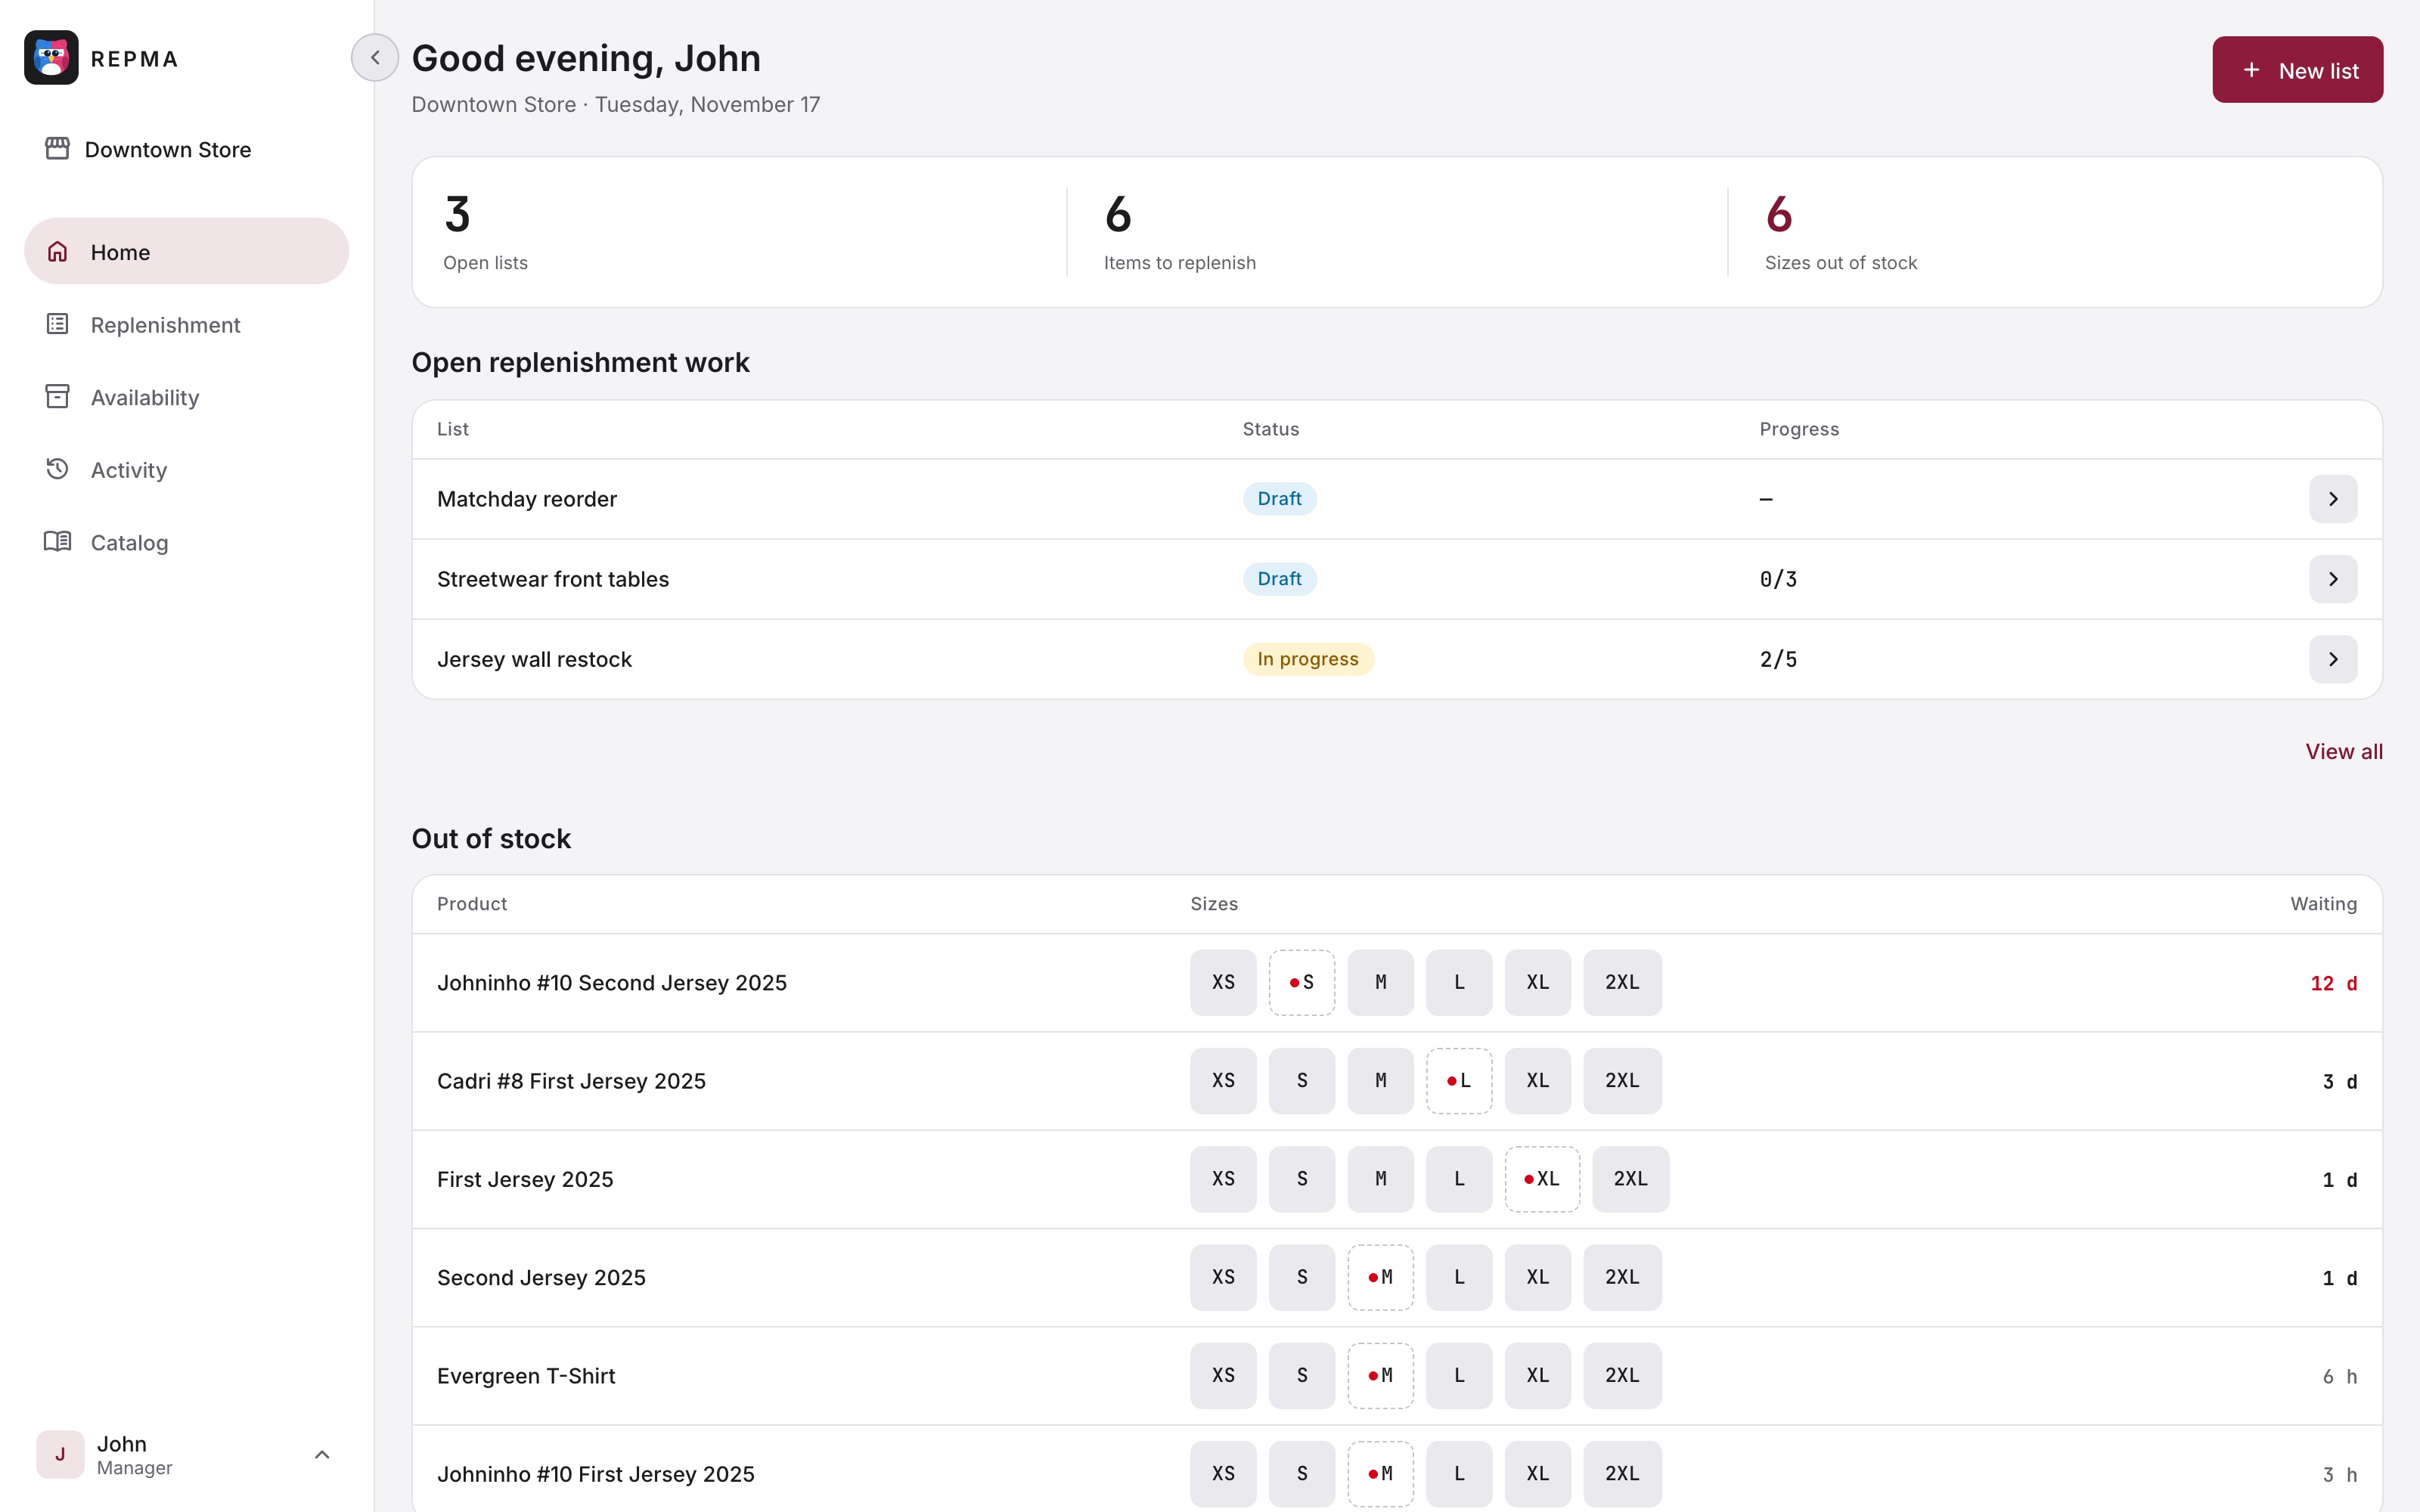 REPMA
Downtown Store
Home
Replenishment
Availability
Activity
Catalog
J
John
Manager
Good evening, John
Downtown Store · Tuesday, November 17
+ New list
3
Open lists
6
Items to replenish
6
Sizes out of stock
Open replenishment work
List Status Progress
Matchday reorder Draft –
Streetwear front tables Draft 0/3
Jersey wall restock In progress 2/5
View all
Out of stock
Product Sizes Waiting
Johninho #10 Second Jersey 2025 XS S M L XL 2XL 12 d
Cadri #8 First Jersey 2025 XS S M L XL 2XL 3 d
First Jersey 2025 XS S M L XL 2XL 1 d
Second Jersey 2025 XS S M L XL 2XL 1 d
Evergreen T-Shirt XS S M L XL 2XL 6 h
Johninho #10 First Jersey 2025 XS S M L XL 2XL 3 h